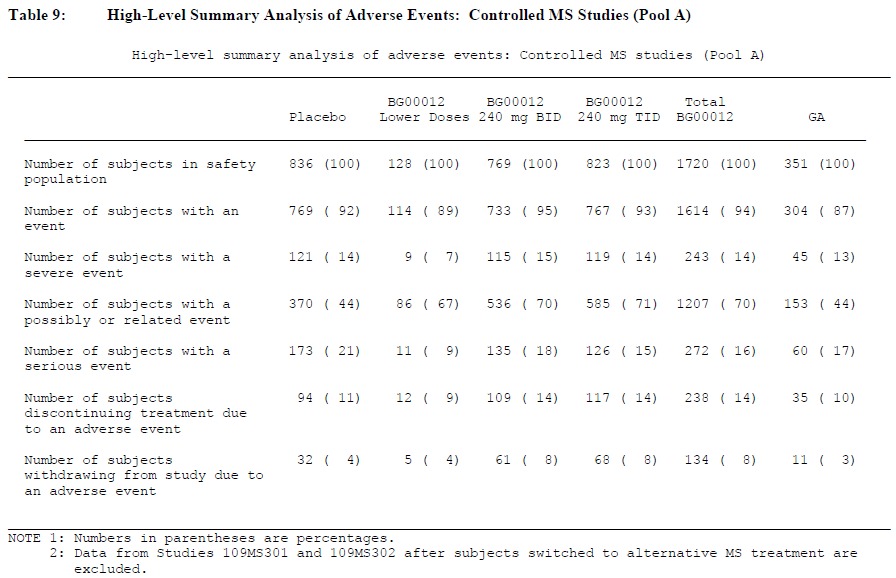 Table 9: High-Level Summary Analysis of Adverse Events: Controlled MS Studies (Pool A)
High-level summary analysis of adverse events: Controlled MS studies (Pool A)
BG00012 BG00012 BG00012 Total
Placebo Lower Doses 240 mg BID 240 mg TID BG00012 GA
Number of subjects in safety 836 (100) 128 (100) 769 (100) 823 (100) 1720 (100) 351 (100)
population
Number of subjects with an 769 ( 92) 114 ( 89) 733 ( 95) 767 ( 93) 1614 ( 94) 304 ( 87)
event
Number of subjects with a 121 ( 14) 9 ( 7) 115 ( 15) 119 ( 14) 243 ( 14) 45 ( 13)
severe event
Number of subjects with a 370 ( 44) 86 ( 67) 536 ( 70) 585 ( 71) 1207 ( 70) 153 ( 44)
possibly or related event
Number of subjects with a 173 ( 21) 11 ( 9) 135 ( 18) 126 ( 15) 272 ( 16) 60 ( 17)
serious event
Number of subjects 94 ( 11) 12 ( 9) 109 ( 14) 117 ( 14) 238 ( 14) 35 ( 10)
discontinuing treatment due
to an adverse event
Number of subjects 32 ( 4) 5 ( 4) 61 ( 8) 68 ( 8) 134 ( 8) 11 ( 3)
withdrawing from study due to
an adverse event
NOTE 1: Numbers in parentheses are percentages.
2: Data from Studies 109MS301 and 109MS302 after subjects switched to alternative MS treatment are
excluded.